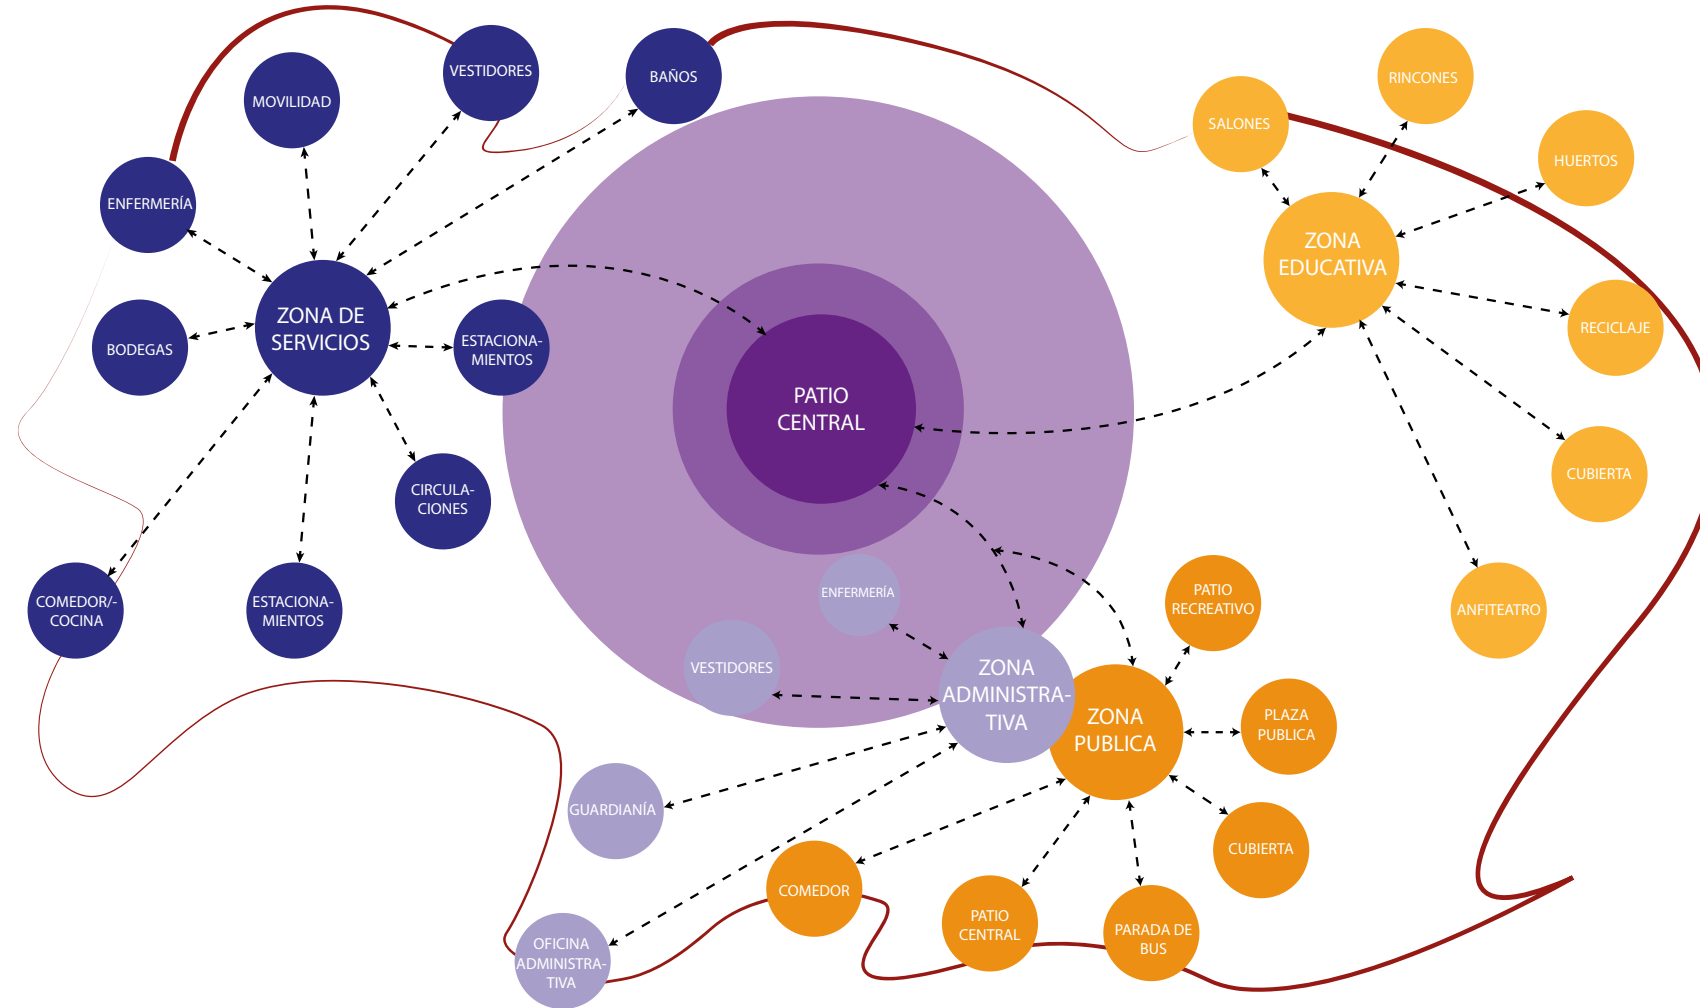 VESTIDORES
BAÑOS
MOVILIDAD
ENFERMERÍA
ZONA DE
SERVICIOS
BODEGAS
ESTACIONA-
MIENTOS
CIRCULA-
CIONES
COMEDOR/-
COCINA
ESTACIONA-
MIENTOS
PATIO
CENTRAL
SALONES
RINCONES
HUERTOS
ZONA
EDUCATIVA
RECICLAJE
CUBIERTA
ANFITEATRO
ENFERMERÍA
VESTIDORES
ZONA
ADMINISTRA-
TIVA
GUARDIANÍA
OFICINA
ADMINISTRA-
TIVA
ZONA
PUBLICA
PATIO
RECREATIVO
PLAZA
PUBLICA
CUBIERTA
COMEDOR
PATIO
CENTRAL
PARADA DE
BUS